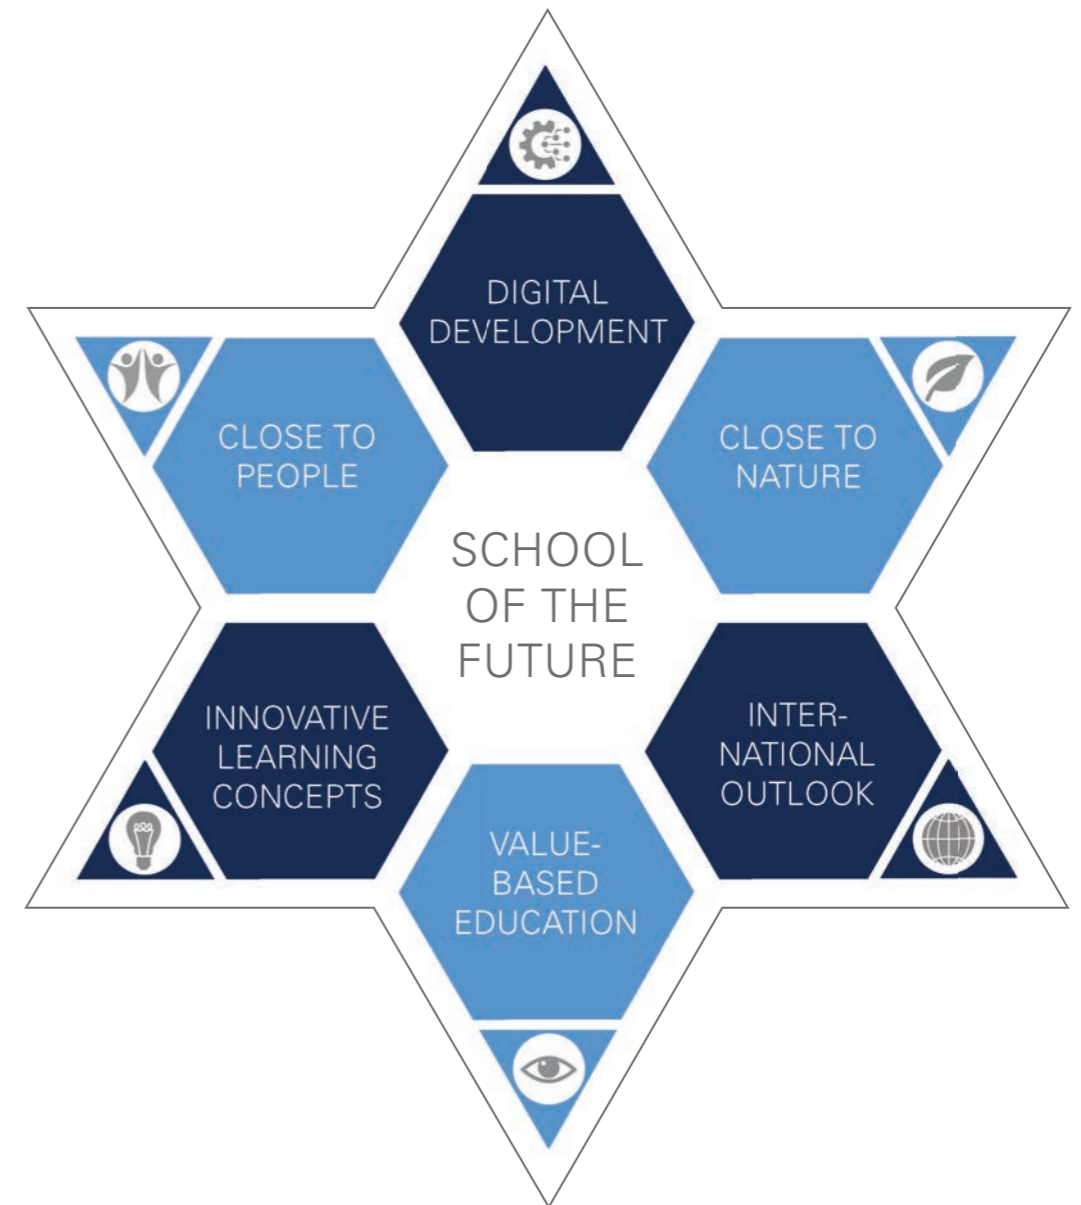 DIGITAL
DEVELOPMENT
CLOSE TO
PEOPLE
CLOSE TO
NATURE
SCHOOL
OF THE
FUTURE
INNOVATIVE
LEARNING
CONCEPTS
INTER-
NATIONAL
OUTLOOK
VALUE-
BASED
EDUCATION